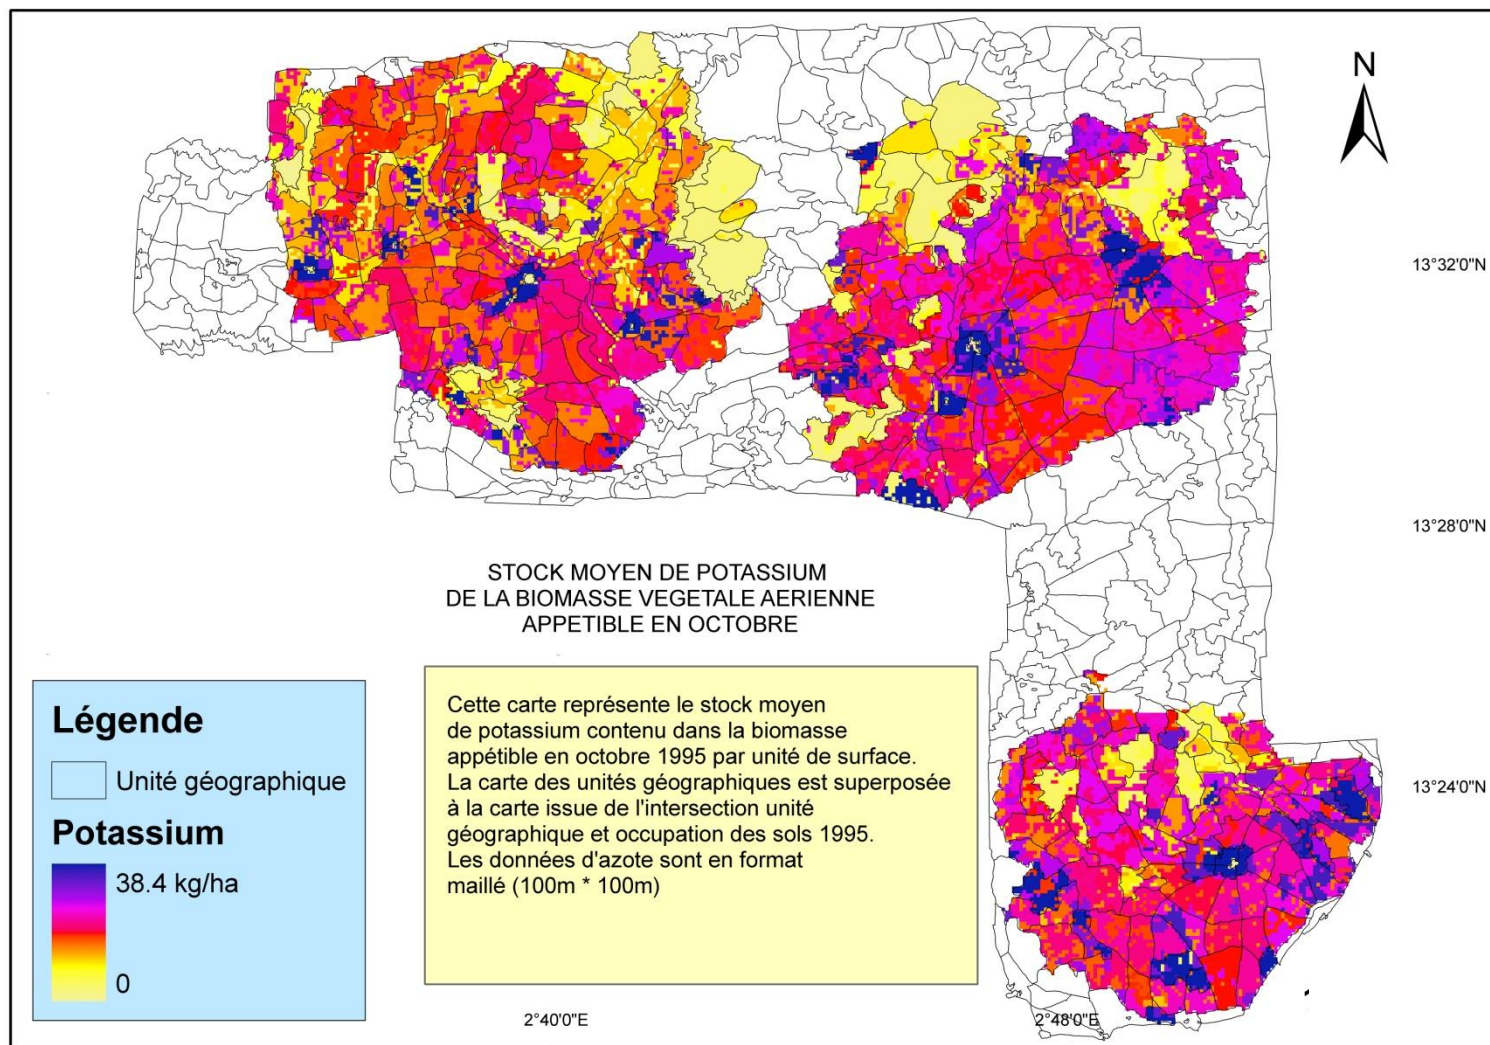 N
13°32'0"N
13°28'0"N
STOCK MOYEN DE POTASSIUM
DE LA BIOMASSE VEGETALE AERIENNE
APPETIBLE EN OCTOBRE
Légende
Unité géographique
Potassium
38.4 kg/ha
0
Cette carte représente le stock moyen
de potassium contenu dans la biomasse
appétible en octobre 1995 par unité de surface.
La carte des unités géographiques est superposée
à la carte issue de l'intersection unité
géographique et occupation des sols 1995.
Les données d'azote sont en format
maillé (100m * 100m)
13°24'0"N
2°40'0"E
2°48'0"E